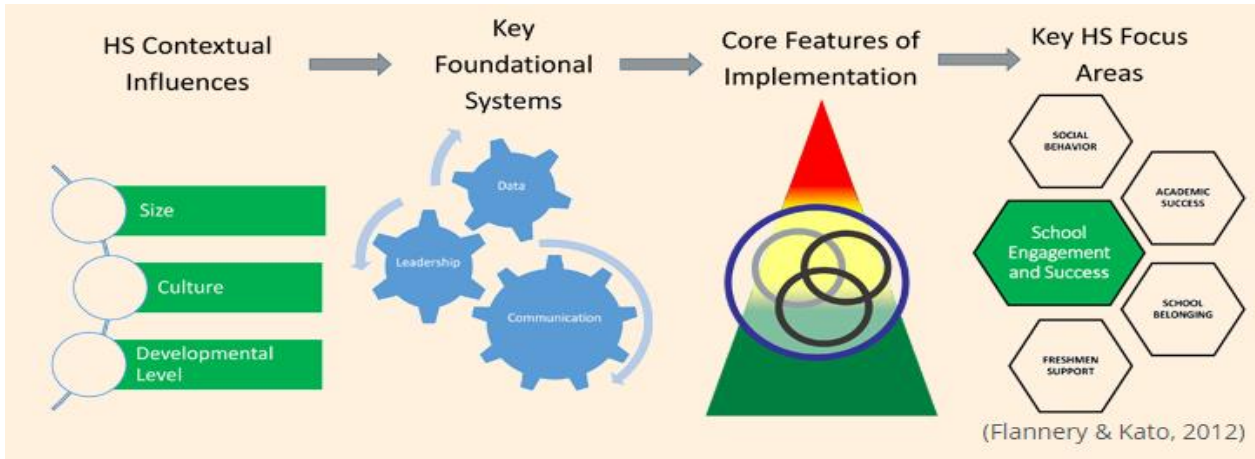 HS Contextual
Influences
Key
Foundational
Systems
Core Features of
Implementation
Key HS Focus
Areas
Size
Culture
Developmental
Level
Data
Leadership
Communication
SOCIAL
BEHAVIOR
ACADEMIC
SUCCESS
School
Engagement
and Success
SCHOOL
BELONGING
FRESHMEN
SUPPORT
(Flannery & Kato, 2012)